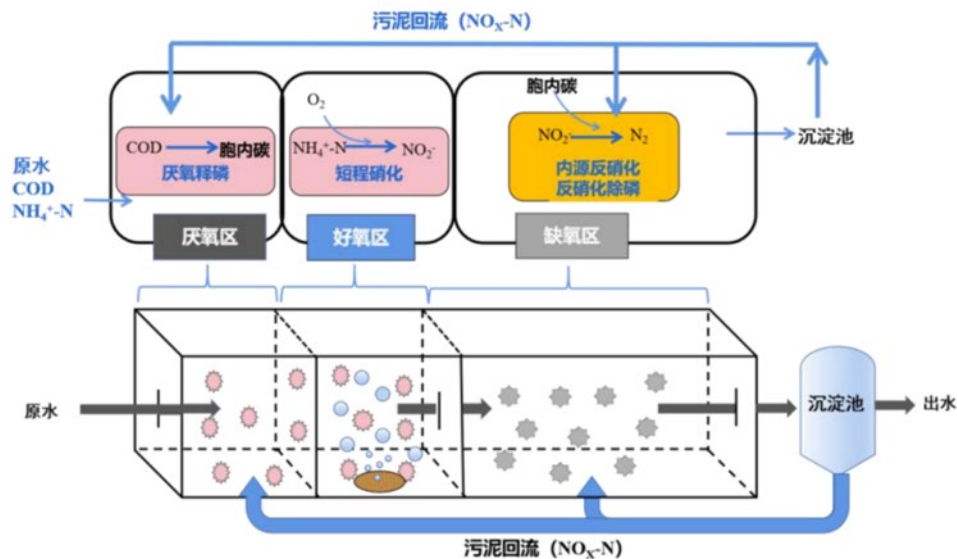 污泥回流（NOX-N）
O2
胞内碳
COD
胞内碳
NH4+-N
NO2-
NO2-
N2
沉淀池
厌氧释磷
短程硝化
内源反硝化
反硝化除磷
原水
COD
NH4+-N
厌氧区
好氧区
缺氧区
原水
沉淀池
出水
污泥回流（NOX-N）